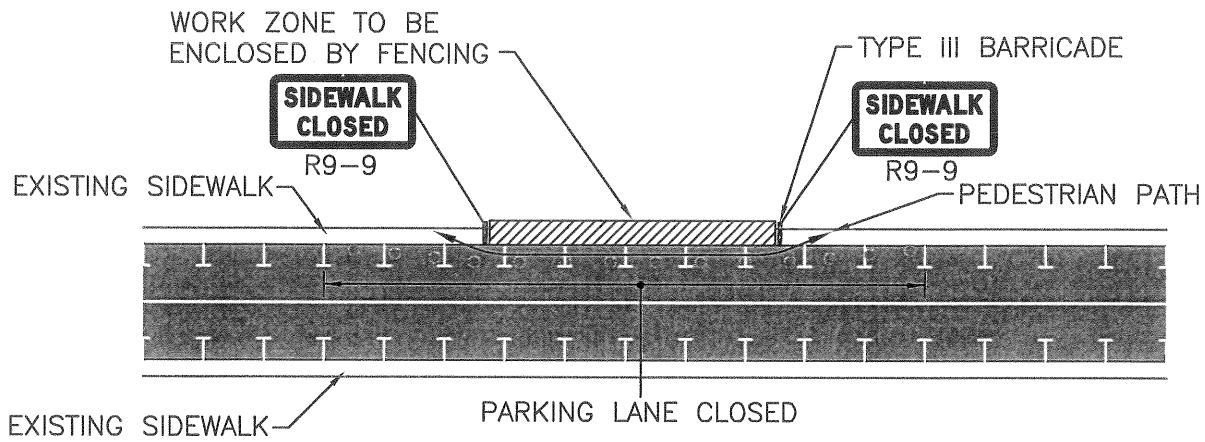 WORK ZONE TO BE
ENCLOSED BY FENCING
TYPE III BARRICADE
SIDEWALK
CLOSED
R9-9
SIDEWALK
CLOSED
R9-9
EXISTING SIDEWALK
PEDESTRIAN PATH
PARKING LANE CLOSED
EXISTING SIDEWALK